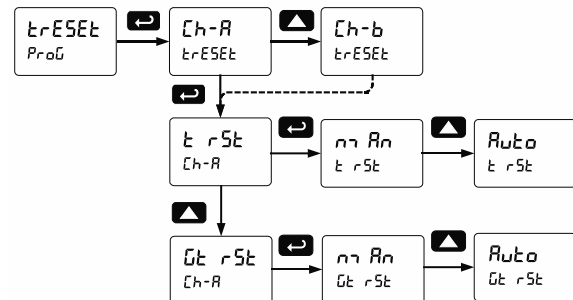 trESEt
ProG
Ch-A
trESEt
Ch-b
trESEt
t rSt
Ch-A
mAn
t rSt
Auto
t rSt
Gt rSt
Ch-A
mAn
Gt rSt
Auto
Gt rSt